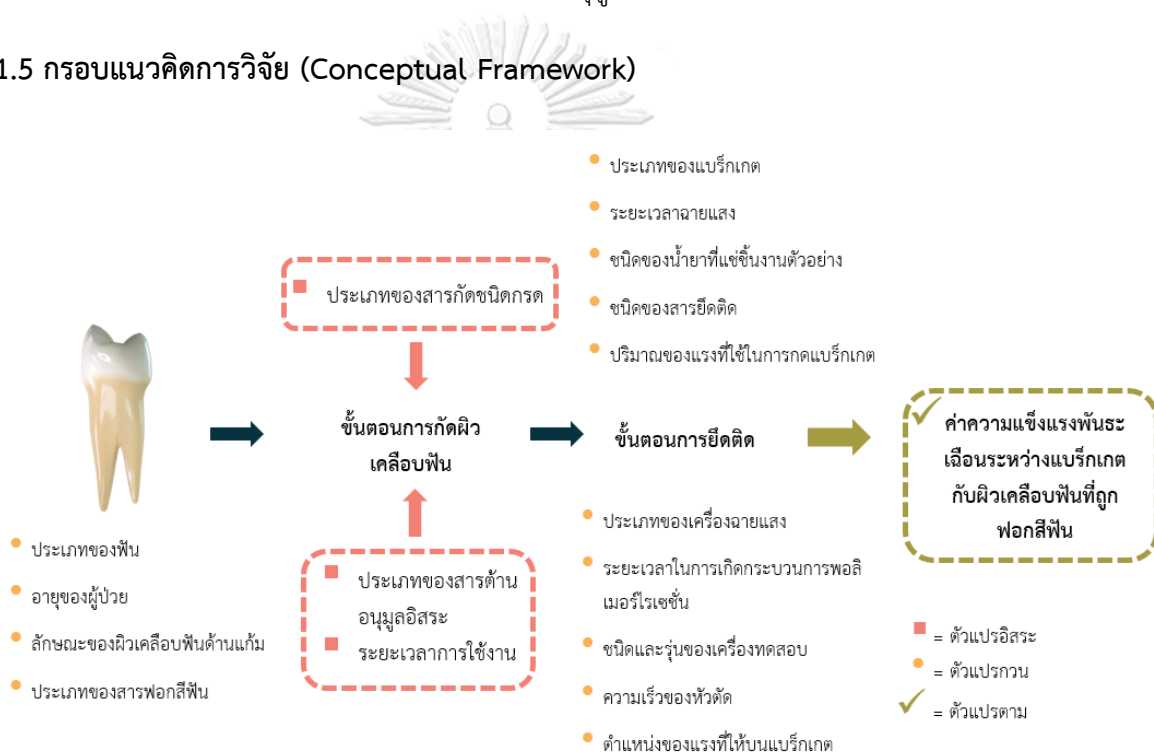 1.5 กรอบแนวคิดการวิจัย (Conceptual Framework)
ประเภทของแบร็กเกต
ระยะเวลาฉายแสง
ชนิดของน้ำยาที่แช่ชิ้นงานตัวอย่าง
ชนิดของสารยึดติด
ปริมาณของแรงที่ใช้ในการกดแบร็กเกต
ประเภทของสารกัดชนิดกรด
ขั้นตอนการกัดผิว
เคลือบฟัน
ขั้นตอนการยึดติด
ค่าความแข็งแรงพันธะ
เฉือนระหว่างแบร็กเกต
กับผิวเคลือบฟันที่ถูก
ฟอกสีฟัน
ประเภทของฟัน
อายุของผู้ป่วย
ลักษณะของผิวเคลือบฟันด้านแก้ม
ประเภทของสารฟอกสีฟัน
ประเภทของสารต้าน
อนุมูลอิสระ
ระยะเวลาการใช้งาน
ประเภทของเครื่องฉายแสง
ระยะเวลาในการเกิดกระบวนการพอลิ
เมอร์ไรเซชั่น
ชนิดและรุ่นของเครื่องทดสอบ
ความเร็วของหัวตัด
ตำแหน่งของแรงที่ให้บนแบร็กเกต
= ตัวแปรอิสระ
= ตัวแปรกวน
= ตัวแปรตาม